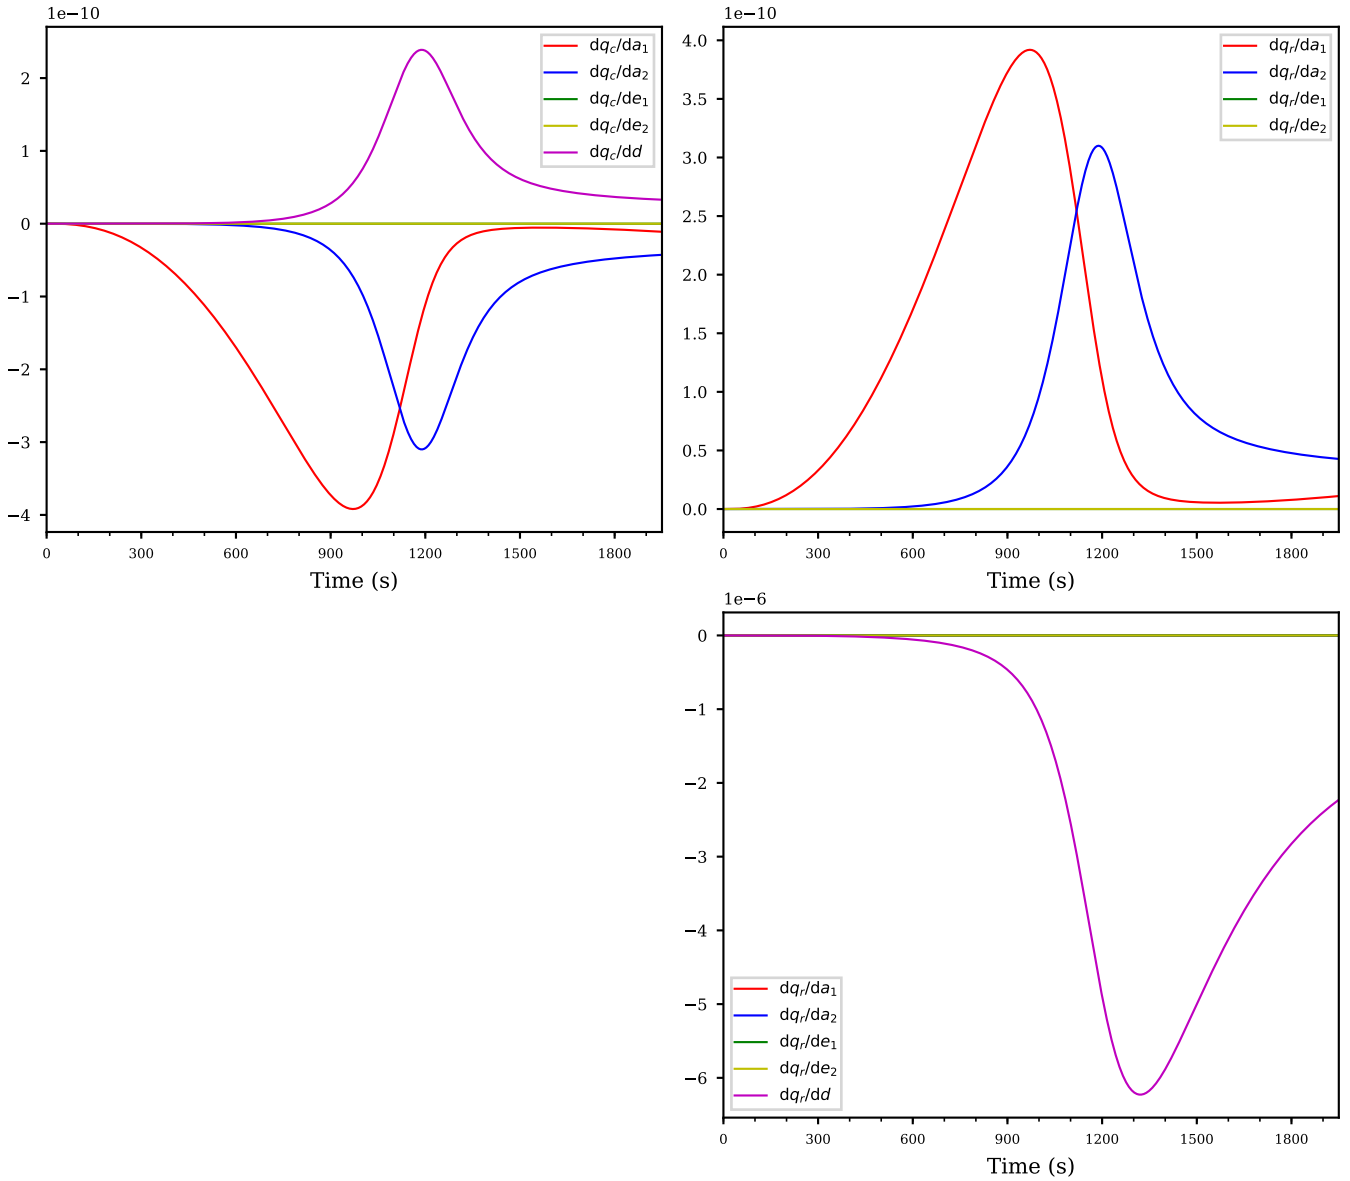 1e−10
2
1
0
−1
−2
−3
−4
0 300 600 900 1200 1500 1800
Time (s)
dq_c/da_1
dq_c/da_2
dq_c/de_1
dq_c/de_2
dq_c/dd
1e−10
4.0
3.5
3.0
2.5
2.0
1.5
1.0
0.5
0.0
0 300 600 900 1200 1500 1800
Time (s)
dq_r/da_1
dq_r/da_2
dq_r/de_1
dq_r/de_2
1e−6
0
−1
−2
−3
−4
−5
−6
dq_r/da_1
dq_r/da_2
dq_r/de_1
dq_r/de_2
dq_r/dd
0 300 600 900 1200 1500 1800
Time (s)